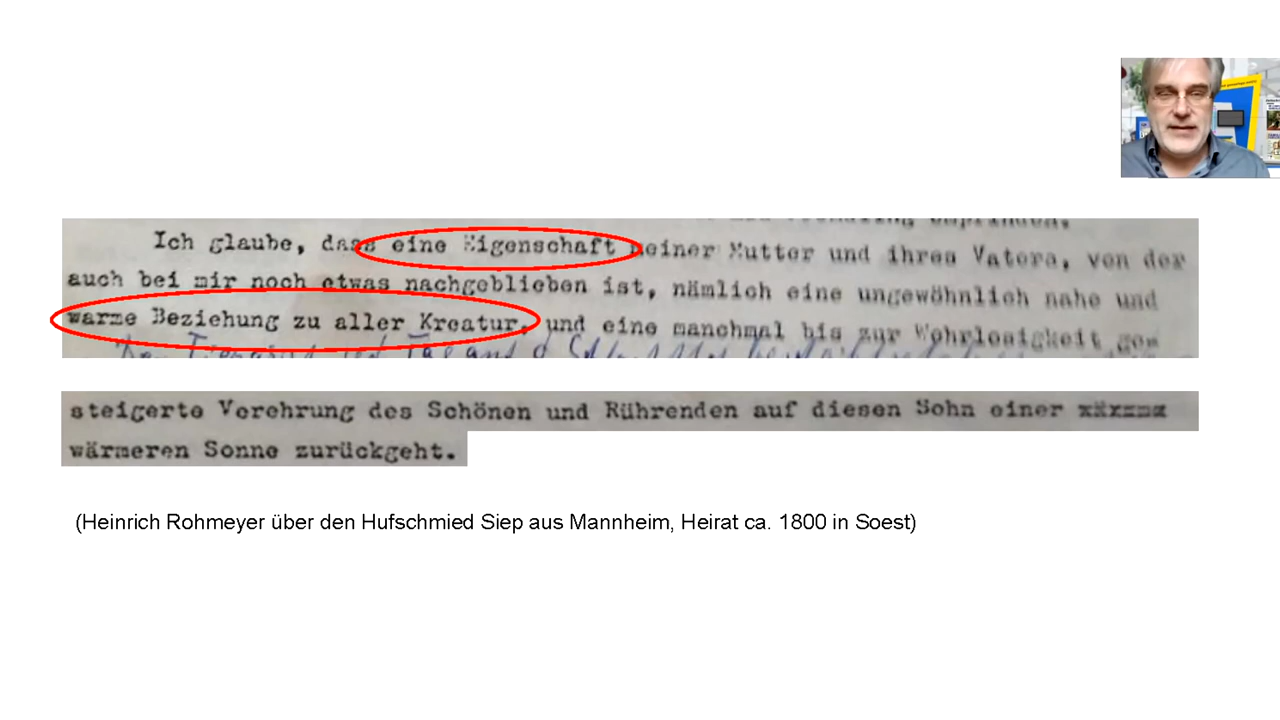 empfinden.
Ich glaube, dass eine Eigenschaft meiner Mutter und ihres Vaters, von der
auch bei mir noch etwas nachgeblieben ist, nämlich eine ungewöhnlich nahe und
warme Beziehung zu aller Kreatur, und eine manchmal bis zur Wehrlosigkeit ges
steigerte Verehrung des Schönen und Rührenden auf diesen Sohn einer xäxxmx
wärmeren Sonne zurückgeht.
(Heinrich Rohmeyer über den Hufschmied Siep aus Mannheim, Heirat ca. 1800 in Soest)